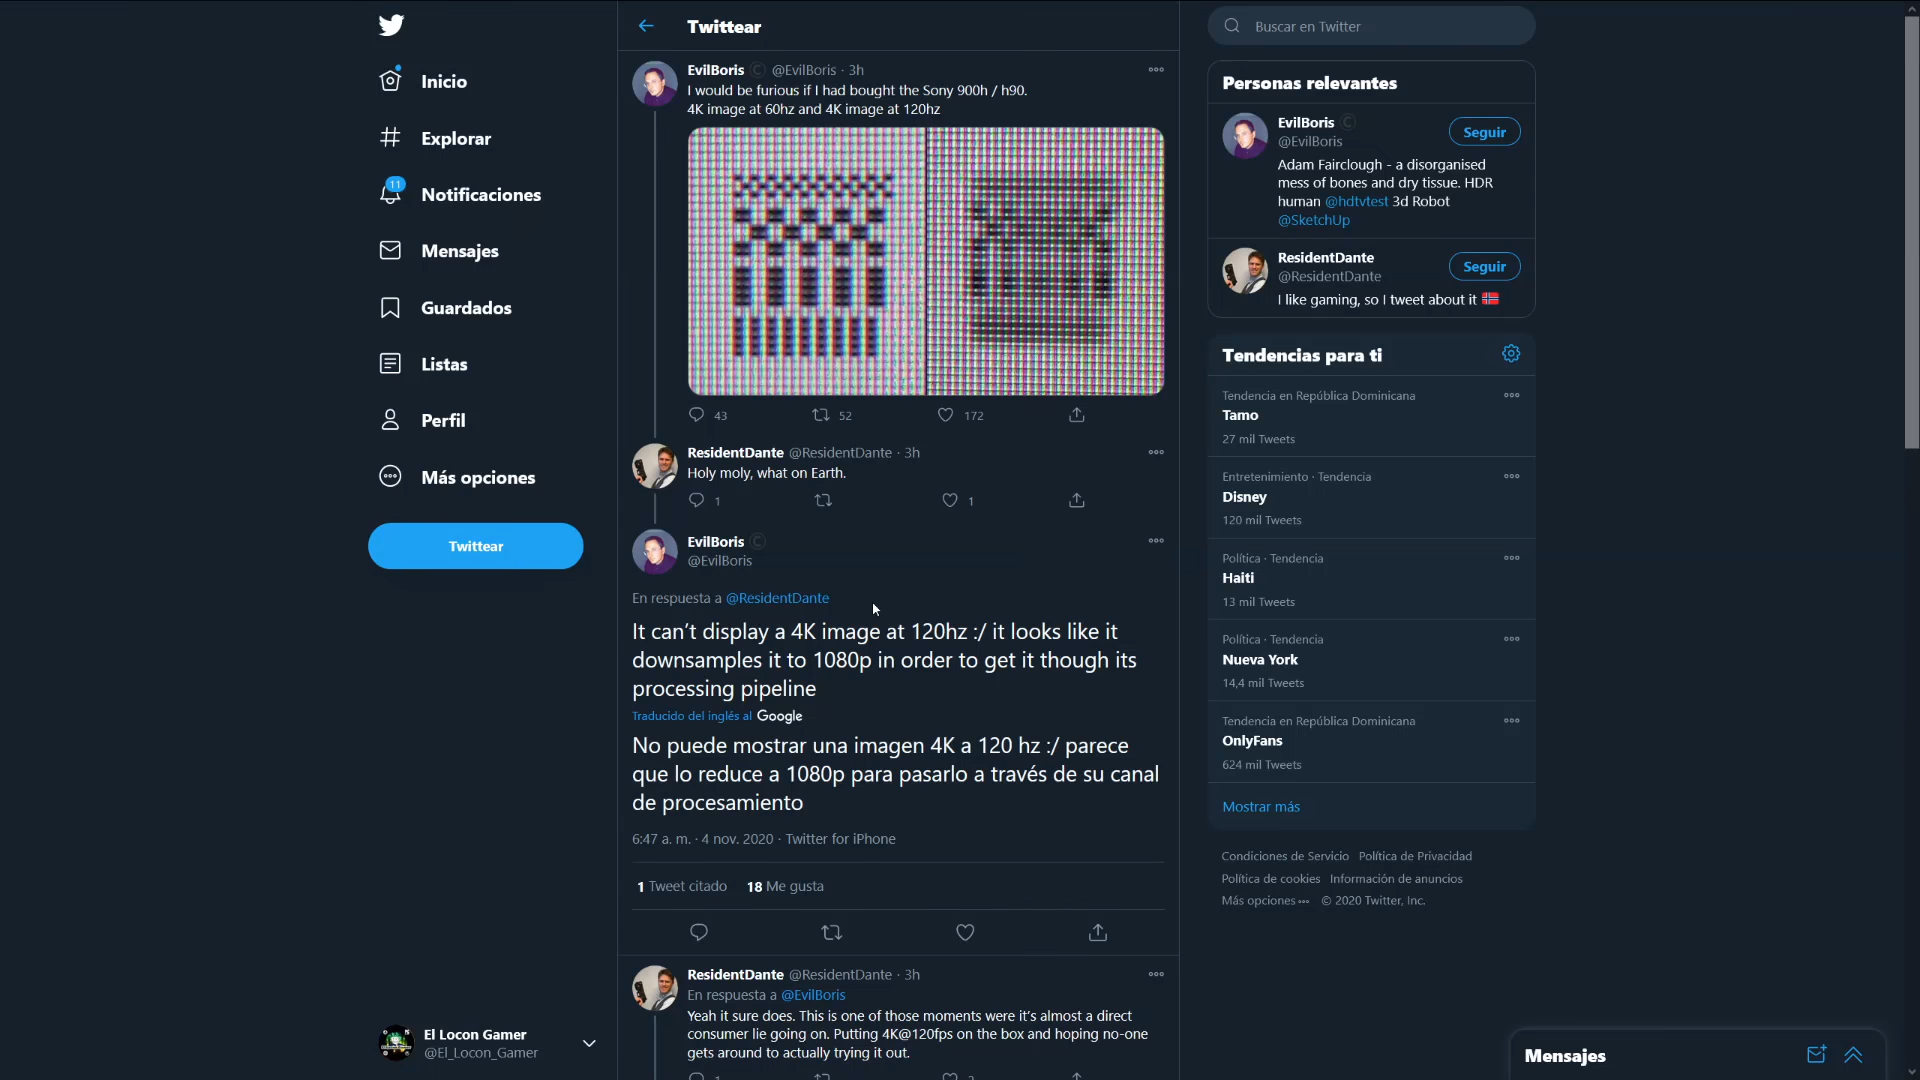 Inicio
Explorar
11
Notificaciones
Mensajes
Guardados
Listas
Perfil
Más opciones
Twittear
El Locon Gamer
@El_Locon_Gamer
Twittear
EvilBoris @EvilBoris · 3h
I would be furious if I had bought the Sony 900h / h90.
4K image at 60hz and 4K image at 120hz
43 52 172
ResidentDante @ResidentDante · 3h
Holy moly, what on Earth.
1 1
EvilBoris
@EvilBoris
En respuesta a @ResidentDante
It can’t display a 4K image at 120hz :/ it looks like it
downsamples it to 1080p in order to get it though its
processing pipeline
Traducido del inglés al Google
No puede mostrar una imagen 4K a 120 hz :/ parece
que lo reduce a 1080p para pasarlo a través de su canal
de procesamiento
6:47 a. m. · 4 nov. 2020 · Twitter for iPhone
1 Tweet citado 18 Me gusta
ResidentDante @ResidentDante · 3h
En respuesta a @EvilBoris
Yeah it sure does. This is one of those moments were it's almost a direct
consumer lie going on. Putting 4K@120fps on the box and hoping no-one
gets around to actually trying it out.
Buscar en Twitter
Personas relevantes
EvilBoris
@EvilBoris
Seguir
Adam Fairclough - a disorganised
mess of bones and dry tissue. HDR
human @hdtvtest 3d Robot
@SketchUp
ResidentDante
@ResidentDante
Seguir
I like gaming, so I tweet about it
Tendencias para ti
Tendencia en República Dominicana
Tamo
27 mil Tweets
Entretenimiento · Tendencia
Disney
120 mil Tweets
Política · Tendencia
Haiti
13 mil Tweets
Política · Tendencia
Nueva York
14,4 mil Tweets
Tendencia en República Dominicana
OnlyFans
624 mil Tweets
Mostrar más
Condiciones de Servicio Política de Privacidad
Política de cookies Información de anuncios
Más opciones © 2020 Twitter, Inc.
Mensajes